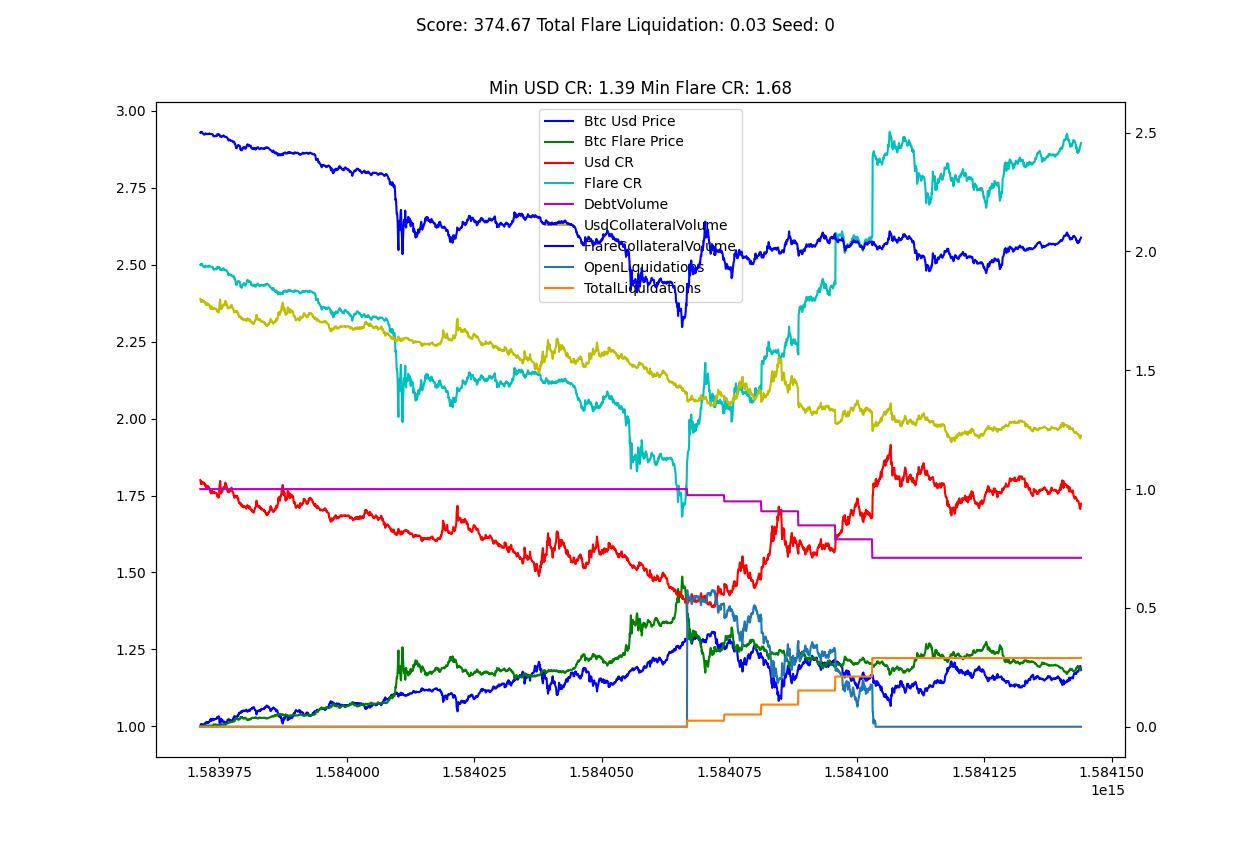 Score: 374.67 Total Flare Liquidation: 0.03 Seed: 0
Min USD CR: 1.39 Min Flare CR: 1.68
Btc Usd Price
Btc Flare Price
Usd CR
Flare CR
DebtVolume
UsdCollateralVolume
FlareCollateralVolume
OpenLiquidations
TotalLiquidations
3.00
2.75
2.50
2.25
2.00
1.75
1.50
1.25
1.00
2.5
2.0
1.5
1.0
0.5
0.0
1.583975 1.584000 1.584025 1.584050 1.584075 1.584100 1.584125 1.584150
1e15